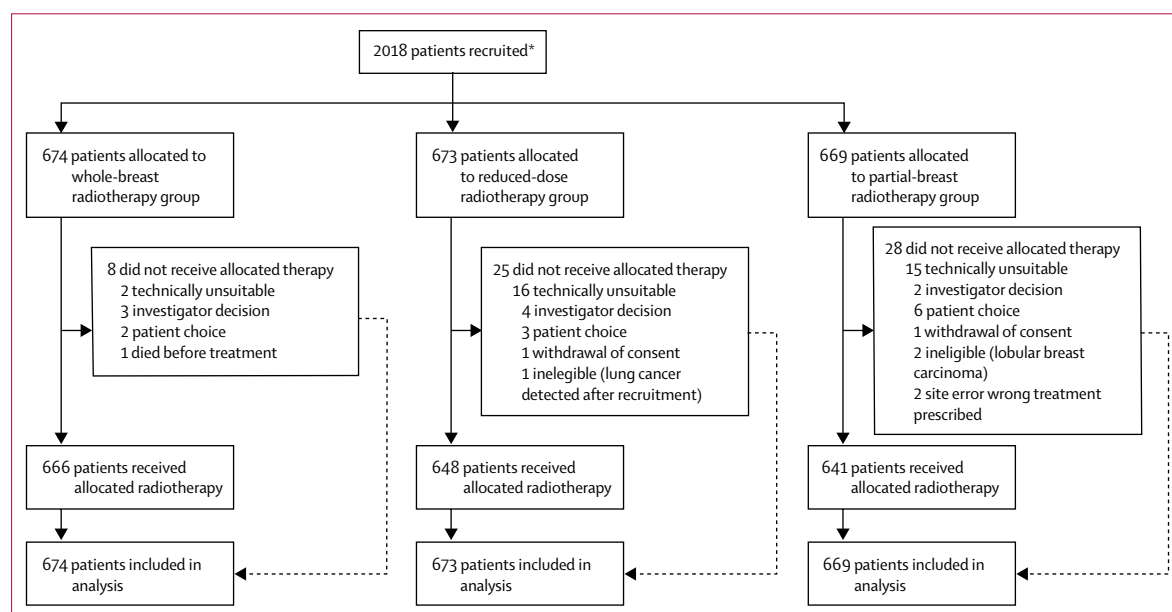 2018 patients recruited*
674 patients allocated to
whole-breast
radiotherapy group
673 patients allocated
to reduced-dose
radiotherapy group
669 patients allocated
to partial-breast
radiotherapy group
8 did not receive allocated therapy
2 technically unsuitable
3 investigator decision
2 patient choice
1 died before treatment
25 did not receive allocated therapy
16 technically unsuitable
4 investigator decision
3 patient choice
1 withdrawal of consent
1 inelegible (lung cancer
detected after recruitment)
28 did not receive allocated therapy
15 technically unsuitable
2 investigator decision
6 patient choice
1 withdrawal of consent
2 ineligible (lobular breast
carcinoma)
2 site error wrong treatment
prescribed
666 patients received
allocated radiotherapy
648 patients received
allocated radiotherapy
641 patients received
allocated radiotherapy
674 patients included in
analysis
673 patients included in
analysis
669 patients included in
analysis